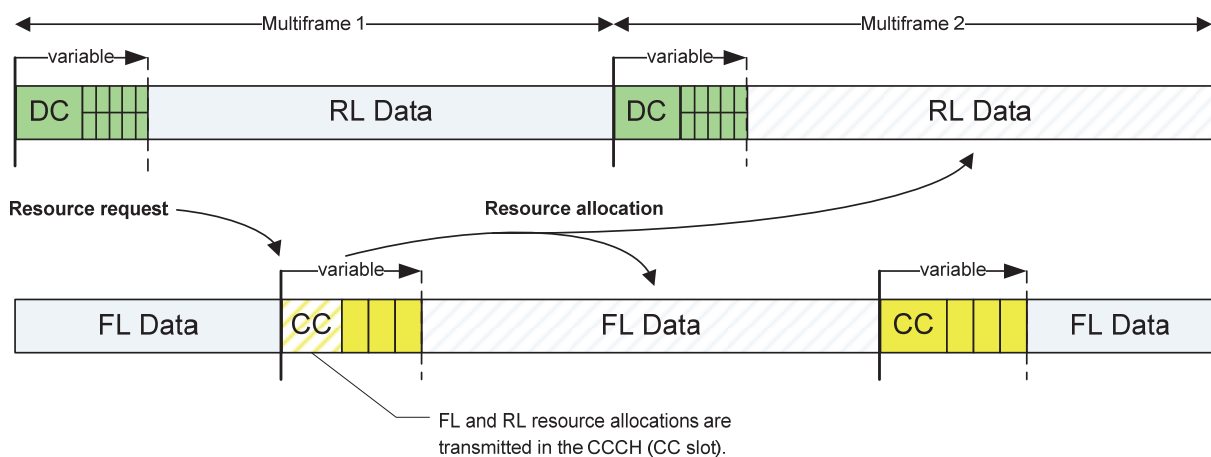 Multiframe 1
Multiframe 2
variable
variable
DC
RL Data
DC
RL Data
Resource request
Resource allocation
variable
variable
FL Data
CC
FL Data
CC
FL Data
FL and RL resource allocations are
transmitted in the CCCH (CC slot).